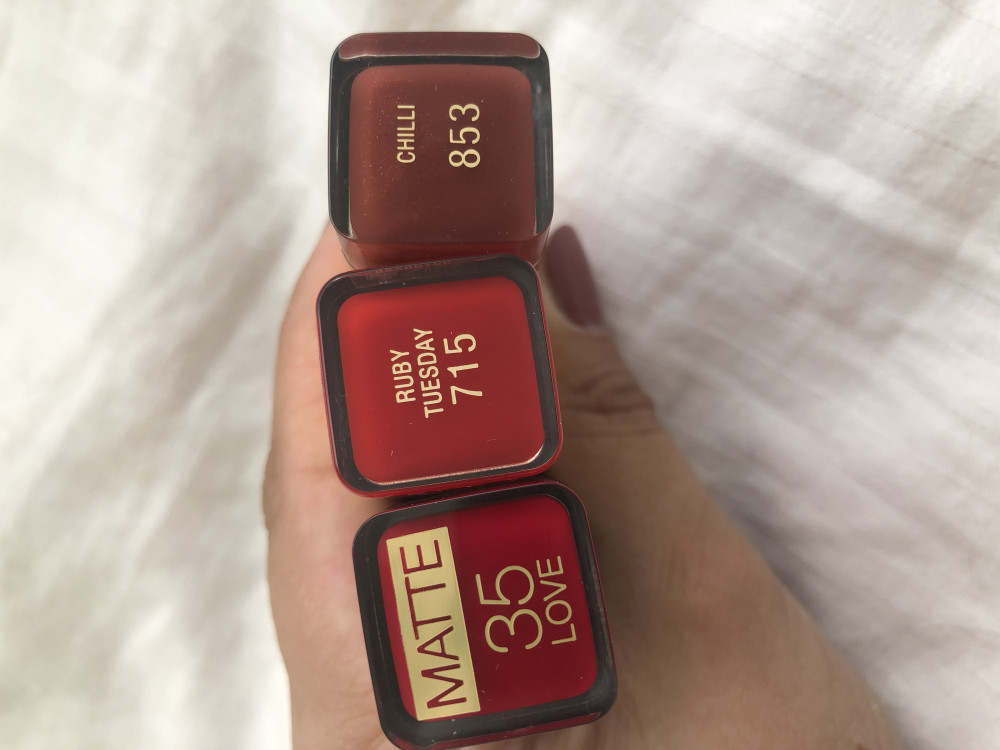 CHILLI
853
RUBY
TUESDAY
715
MATTE
35
LOVE